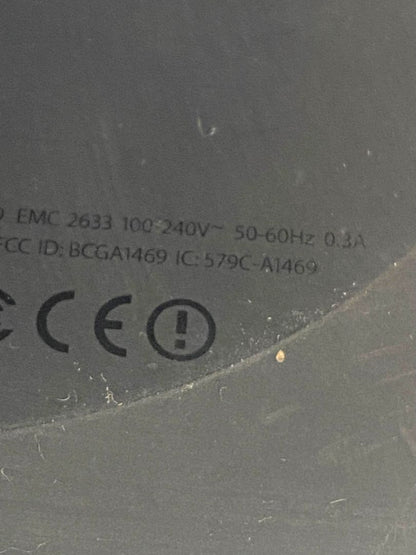 EMC 2633 100-240V~ 50-60Hz 0.3A
FCC ID: BCGA1469 IC: 579C-A1469
CE